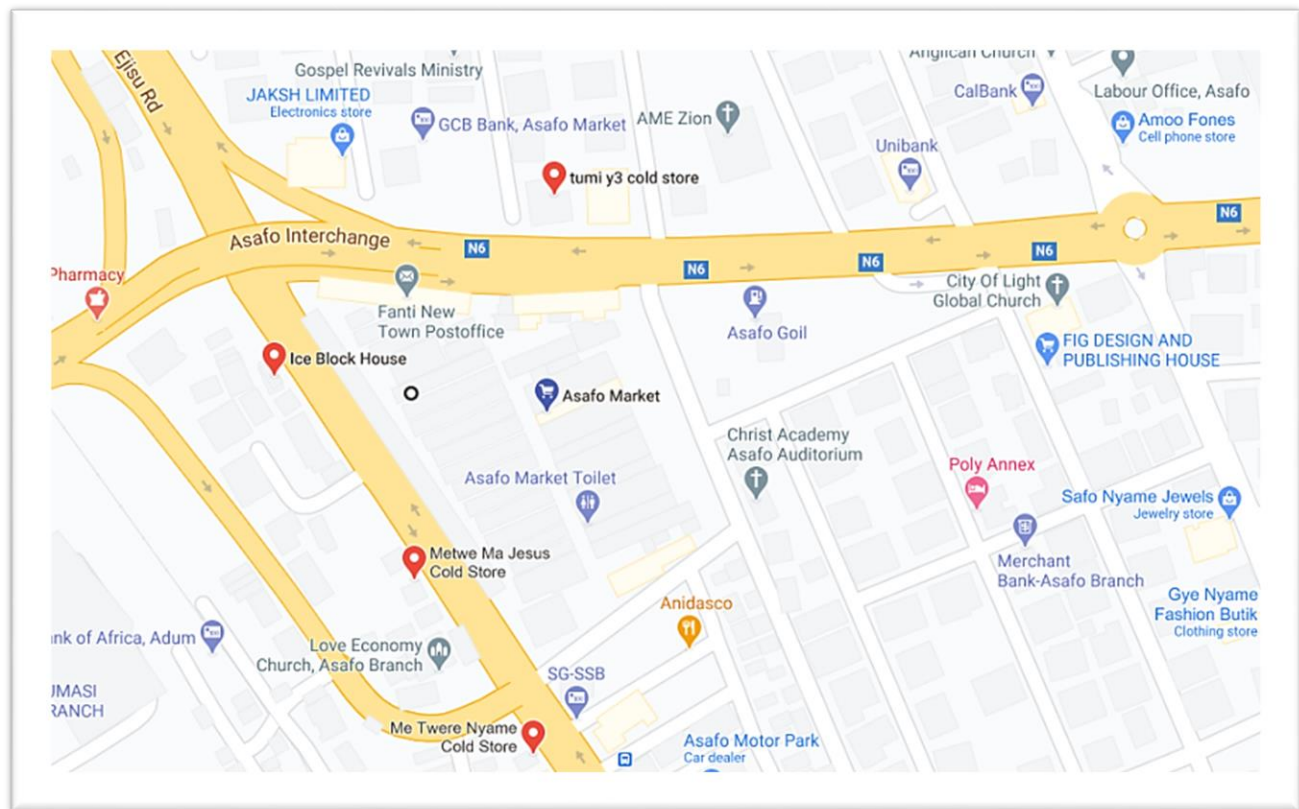 Anglican Church
Ejisu Rd
Gospel Revivals Ministry
JAKSH LIMITED
Electronics store
GCB Bank, Asafo Market
AME Zion
CalBank
Labour Office, Asafo
Amoo Fones
Cell phone store
Unibank
tumi y3 cold store
N6
Asafo Interchange
N6
N6
N6
N6
Pharmacy
Fanti New
Town Postoffice
Asafo Goil
City Of Light
Global Church
FIG DESIGN AND
PUBLISHING HOUSE
Ice Block House
Asafo Market
Christ Academy
Asafo Auditorium
Asafo Market Toilet
Poly Annex
Safo Nyame Jewels
Jewelry store
Metwe Ma Jesus
Cold Store
Merchant
Bank-Asafo Branch
Gye Nyame
Fashion Butik
Clothing store
Anidasco
nk of Africa, Adum
Love Economy
Church, Asafo Branch
SG-SSB
UMASI
RANCH
Me Twere Nyame
Cold Store
Asafo Motor Park
Car dealer